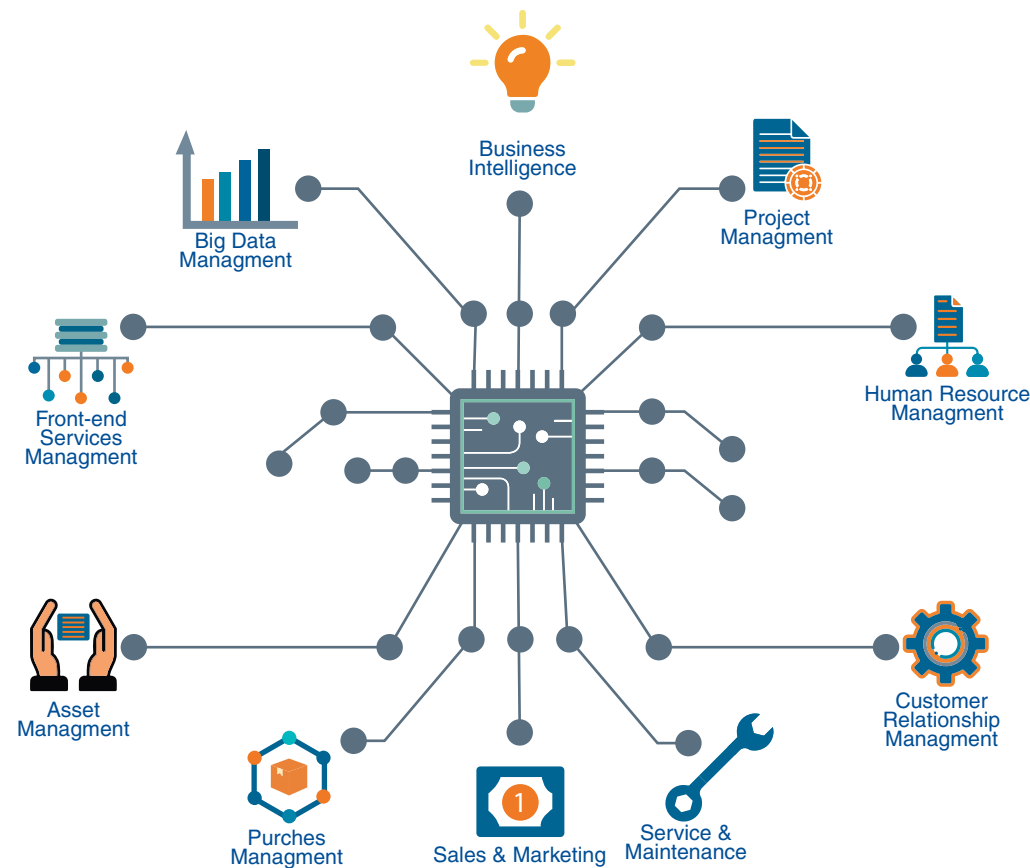 Business
Intelligence
Big Data
Managment
Project
Managment
Front-end
Services
Managment
Human Resource
Managment
Asset
Managment
Customer
Relationship
Managment
Purches
Managment
1
Sales & Marketing
Service &
Maintenance